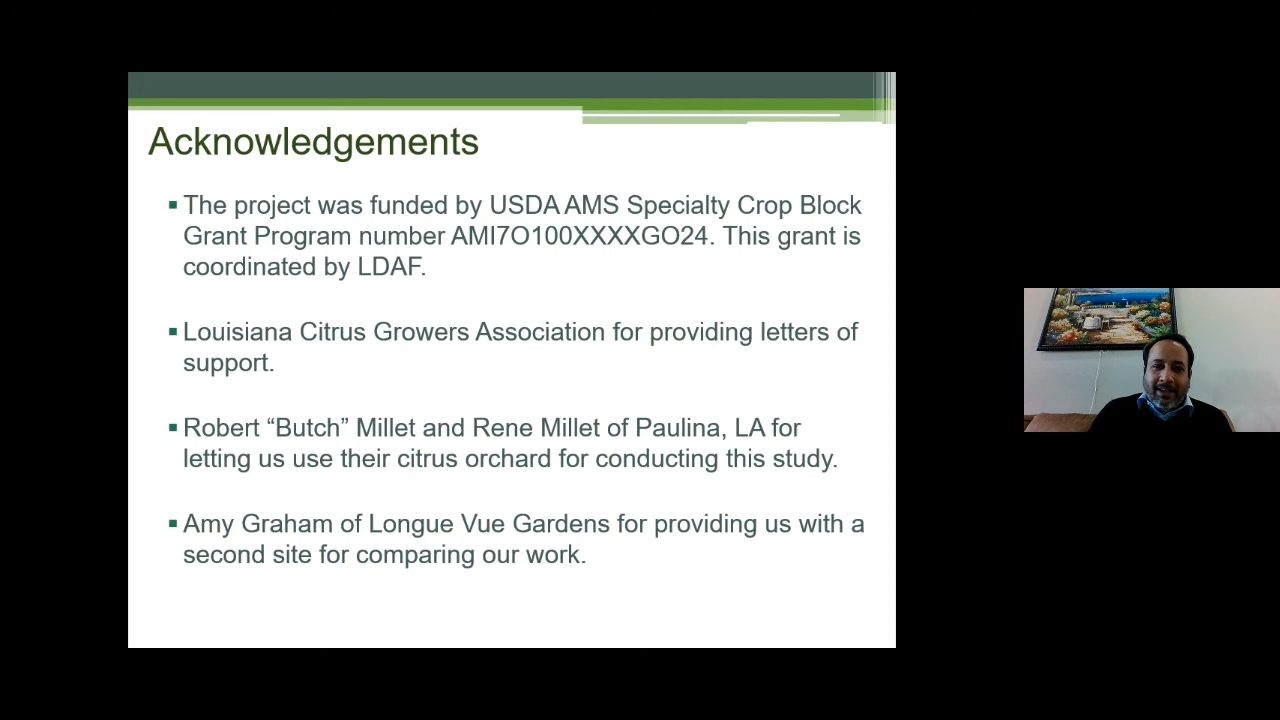 Acknowledgements
▪ The project was funded by USDA AMS Specialty Crop Block
Grant Program number AMI7O100XXXXGO24. This grant is
coordinated by LDAF.
▪ Louisiana Citrus Growers Association for providing letters of
support.
▪ Robert “Butch” Millet and Rene Millet of Paulina, LA for
letting us use their citrus orchard for conducting this study.
▪ Amy Graham of Longue Vue Gardens for providing us with a
second site for comparing our work.